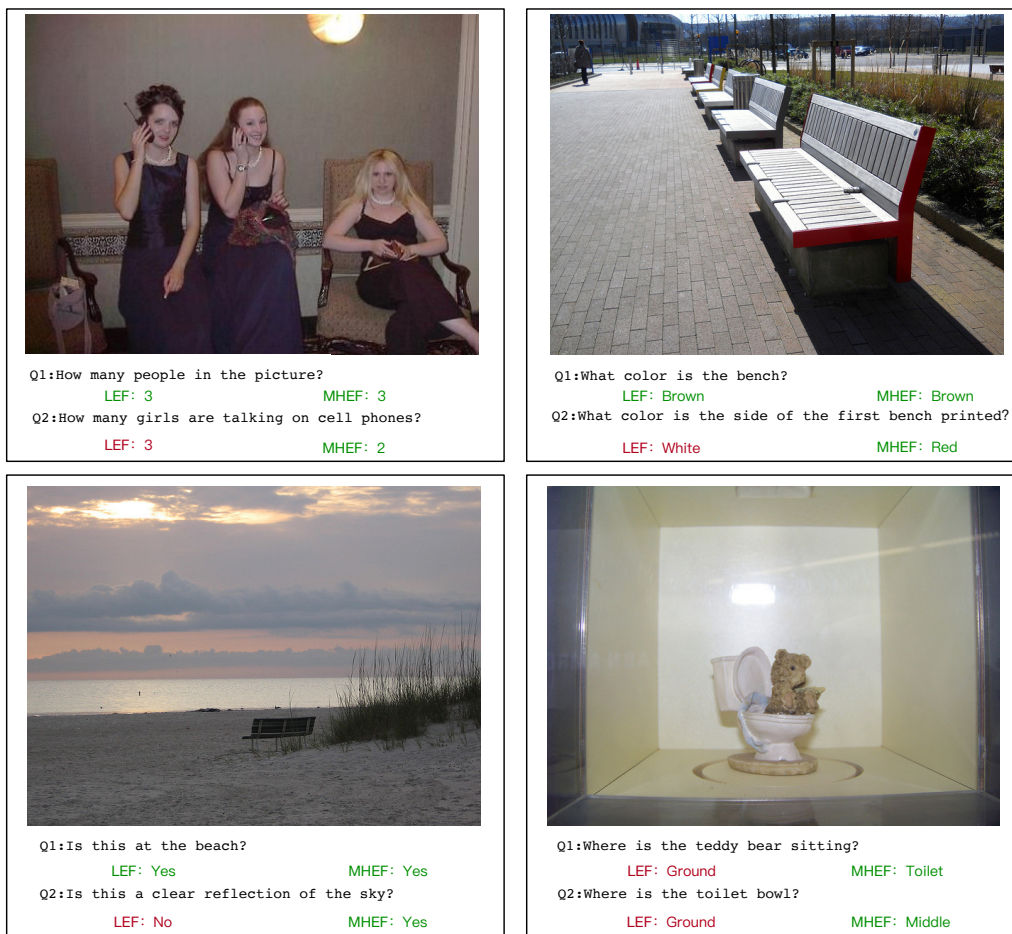 Q1:How many people in the picture?
LEF: 3 MHEF: 3
Q2:How many girls are talking on cell phones?
LEF: 3 MHEF: 2
Q1:What color is the bench?
LEF: Brown MHEF: Brown
Q2:What color is the side of the first bench printed?
LEF: White MHEF: Red
Q1:Is this at the beach?
LEF: Yes MHEF: Yes
Q2:Is this a clear reflection of the sky?
LEF: No MHEF: Yes
Q1:Where is the teddy bear sitting?
LEF: Ground MHEF: Toilet
Q2:Where is the toilet bowl?
LEF: Ground MHEF: Middle